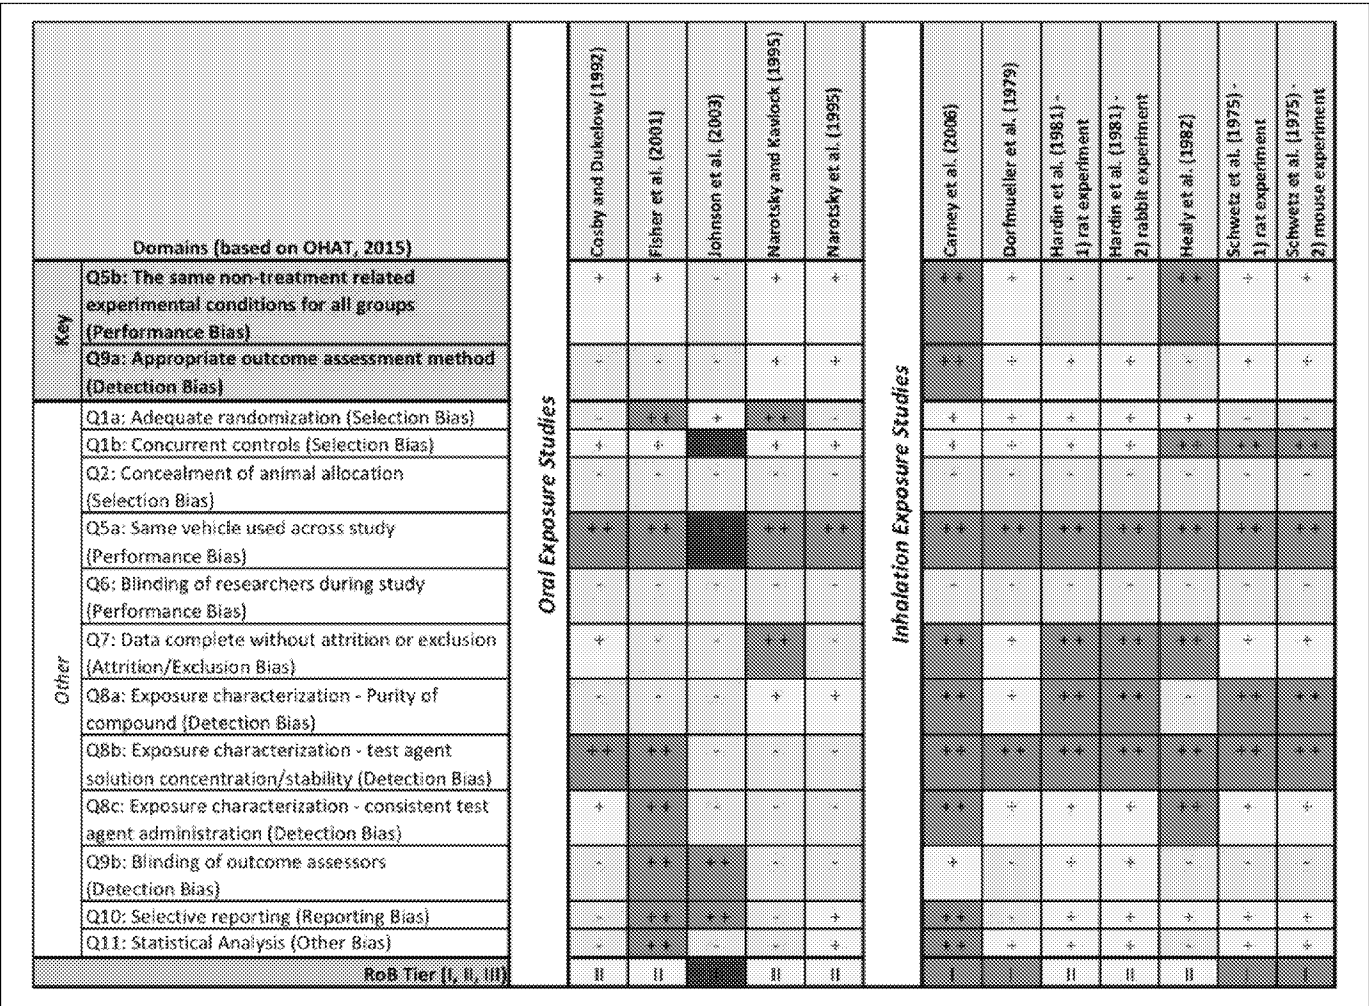 Domains (based on OHAT, 2015)
Cosby and Dukelow (1992)
Fisher et al. (2001)
Johnson et al. (2003)
Narotsky and Kavlock (1995)
Narotsky et al. (1995)
Carney et al. (2006)
Dorfmueller et al. (1979)
Hardin et al. (1981) -
1) rat experiment
Hardin et al. (1981) -
2) rabbit experiment
Healy et al. (1982)
Schwetz et al. (1975) -
1) rat experiment
Schwetz et al. (1975) -
2) mouse experiment
Oral Exposure Studies
Inhalation Exposure Studies
Key
Q5b: The same non-treatment related + + - + + ++ + - - ++ + +
experimental conditions for all groups
(Performance Bias)
Q9a: Appropriate outcome assessment method - - - + + ++ + + + - + +
(Detection Bias)
Other
Q1a: Adequate randomization (Selection Bias) - ++ + ++ - + + + + + - -
Q1b: Concurrent controls (Selection Bias) + + + + + + + + ++ ++ ++
Q2: Concealment of animal allocation - - - - - - - - - - - -
(Selection Bias)
Q5a: Same vehicle used across study ++ ++ ++ ++ ++ ++ ++ ++ ++ ++ ++
(Performance Bias)
Q6: Blinding of researchers during study - - - - - - - - - - - -
(Performance Bias)
Q7: Data complete without attrition or exclusion + - - ++ - ++ + ++ ++ ++ + +
(Attrition/Exclusion Bias)
Q8a: Exposure characterization - Purity of - - - + + ++ + ++ ++ - ++ ++
compound (Detection Bias)
Q8b: Exposure characterization - test agent ++ ++ - - - ++ ++ ++ ++ ++ ++ ++
solution concentration/stability (Detection Bias)
Q8c: Exposure characterization - consistent test + ++ - - - ++ + + + ++ + +
agent administration (Detection Bias)
Q9b: Blinding of outcome assessors - ++ ++ - - + - + + - - -
(Detection Bias)
Q10: Selective reporting (Reporting Bias) - ++ ++ - + ++ - + + + + +
Q11: Statistical Analysis (Other Bias) - ++ - - + ++ + + + - + +
RoB Tier (I, II, III) II II II II I I II II II I I